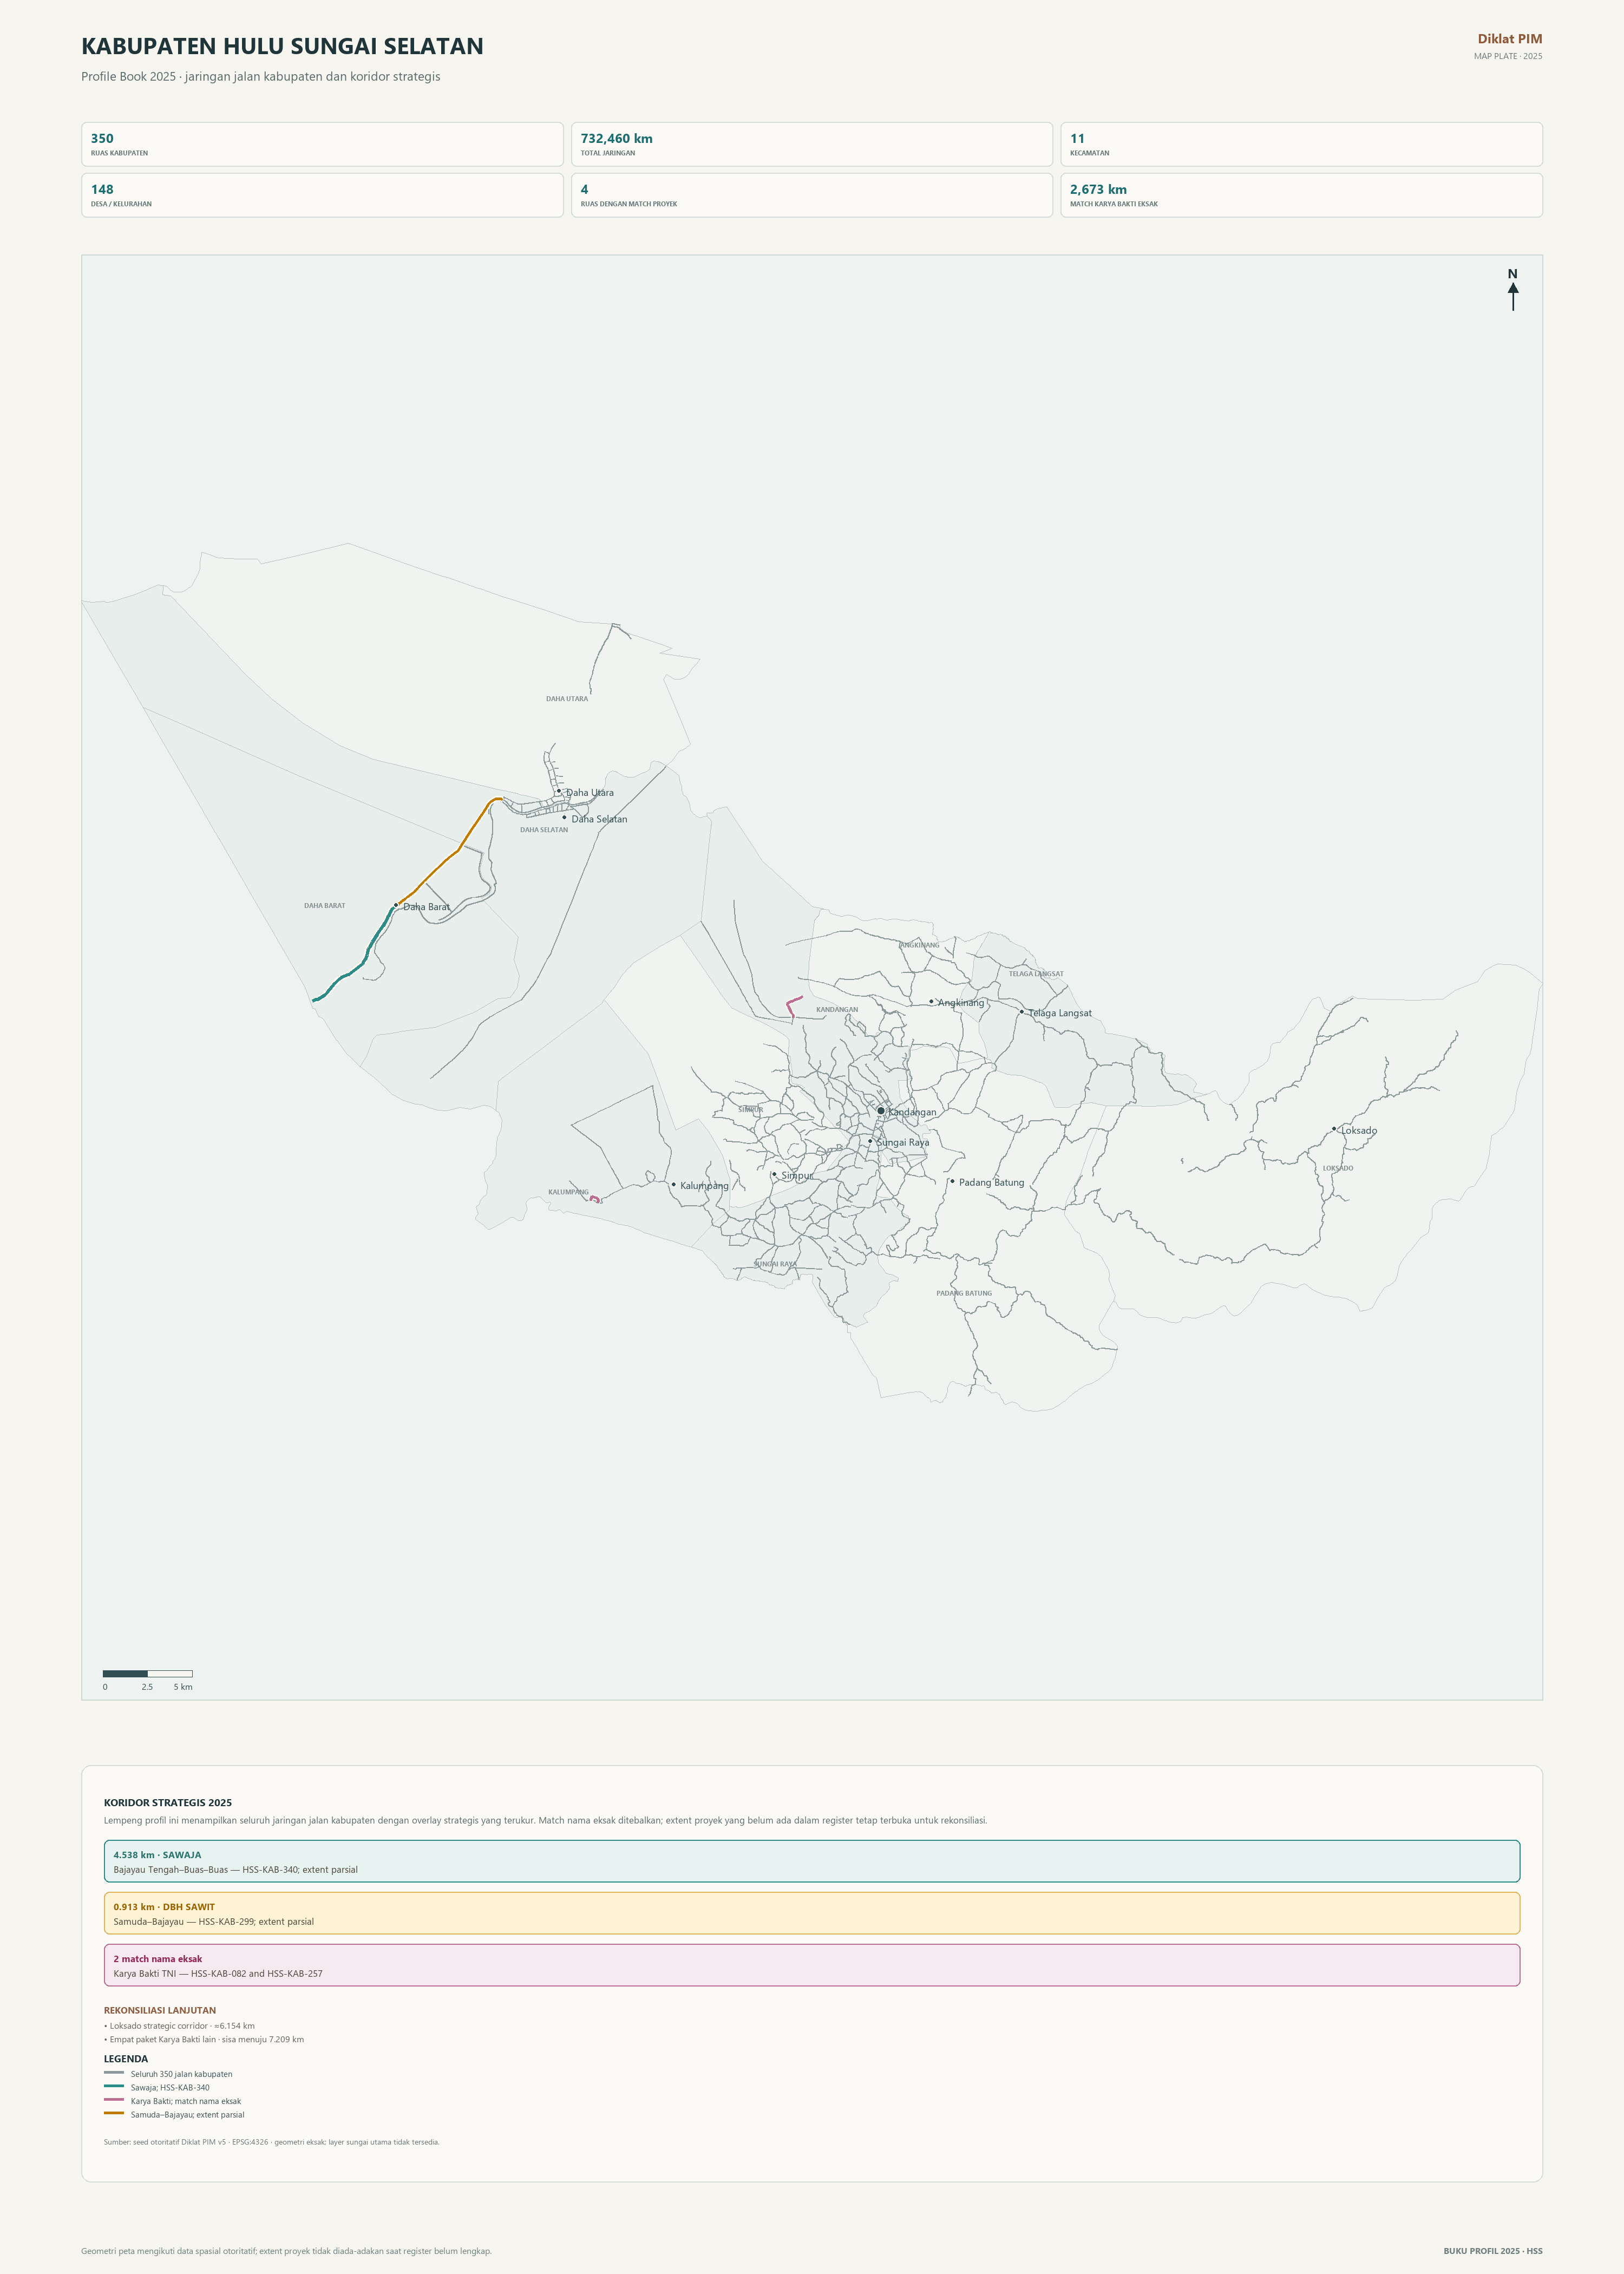 KABUPATEN HULU SUNGAI SELATAN
Profile Book 2025 · jaringan jalan kabupaten dan koridor strategis
Diklat PIM
MAP PLATE · 2025
350
RUAS KABUPATEN
732,460 km
TOTAL JARINGAN
11
KECAMATAN
148
DESA / KELURAHAN
4
RUAS DENGAN MATCH PROYEK
2,673 km
MATCH KARYA BAKTI EKSAK
N
DAHA UTARA
Daha Utara
Daha Selatan
DAHA SELATAN
DAHA BARAT
Daha Barat
ANGKINANG
TELAGA LANGSAT
Angkinang
KANDANGAN
Telaga Langsat
SIMPUR
Kandangan
Loksado
Sungai Raya
LOKSADO
Simpur
Padang Batung
Kalumpang
KALUMPANG
SUNGAI RAYA
PADANG BATUNG
0 2.5 5 km
KORIDOR STRATEGIS 2025
Lempeng profil ini menampilkan seluruh jaringan jalan kabupaten dengan overlay strategis yang terukur. Match nama eksak ditebalkan; extent proyek yang belum ada dalam register tetap terbuka untuk rekonsiliasi.
4.538 km · SAWAJA
Bajayau Tengah–Buas–Buas — HSS-KAB-340; extent parsial
0.913 km · DBH SAWIT
Samuda–Bajayau — HSS-KAB-299; extent parsial
2 match nama eksak
Karya Bakti TNI — HSS-KAB-082 and HSS-KAB-257
REKONSILIASI LANJUTAN
• Loksado strategic corridor · ≈6.154 km
• Empat paket Karya Bakti lain · sisa menuju 7.209 km
LEGENDA
Seluruh 350 jalan kabupaten
Sawaja; HSS-KAB-340
Karya Bakti; match nama eksak
Samuda–Bajayau; extent parsial
Sumber: seed otoritatif Diklat PIM v5 · EPSG:4326 · geometri eksak; layer sungai utama tidak tersedia.
Geometri peta mengikuti data spasial otoritatif; extent proyek tidak diada-adakan saat register belum lengkap.
BUKU PROFIL 2025 · HSS